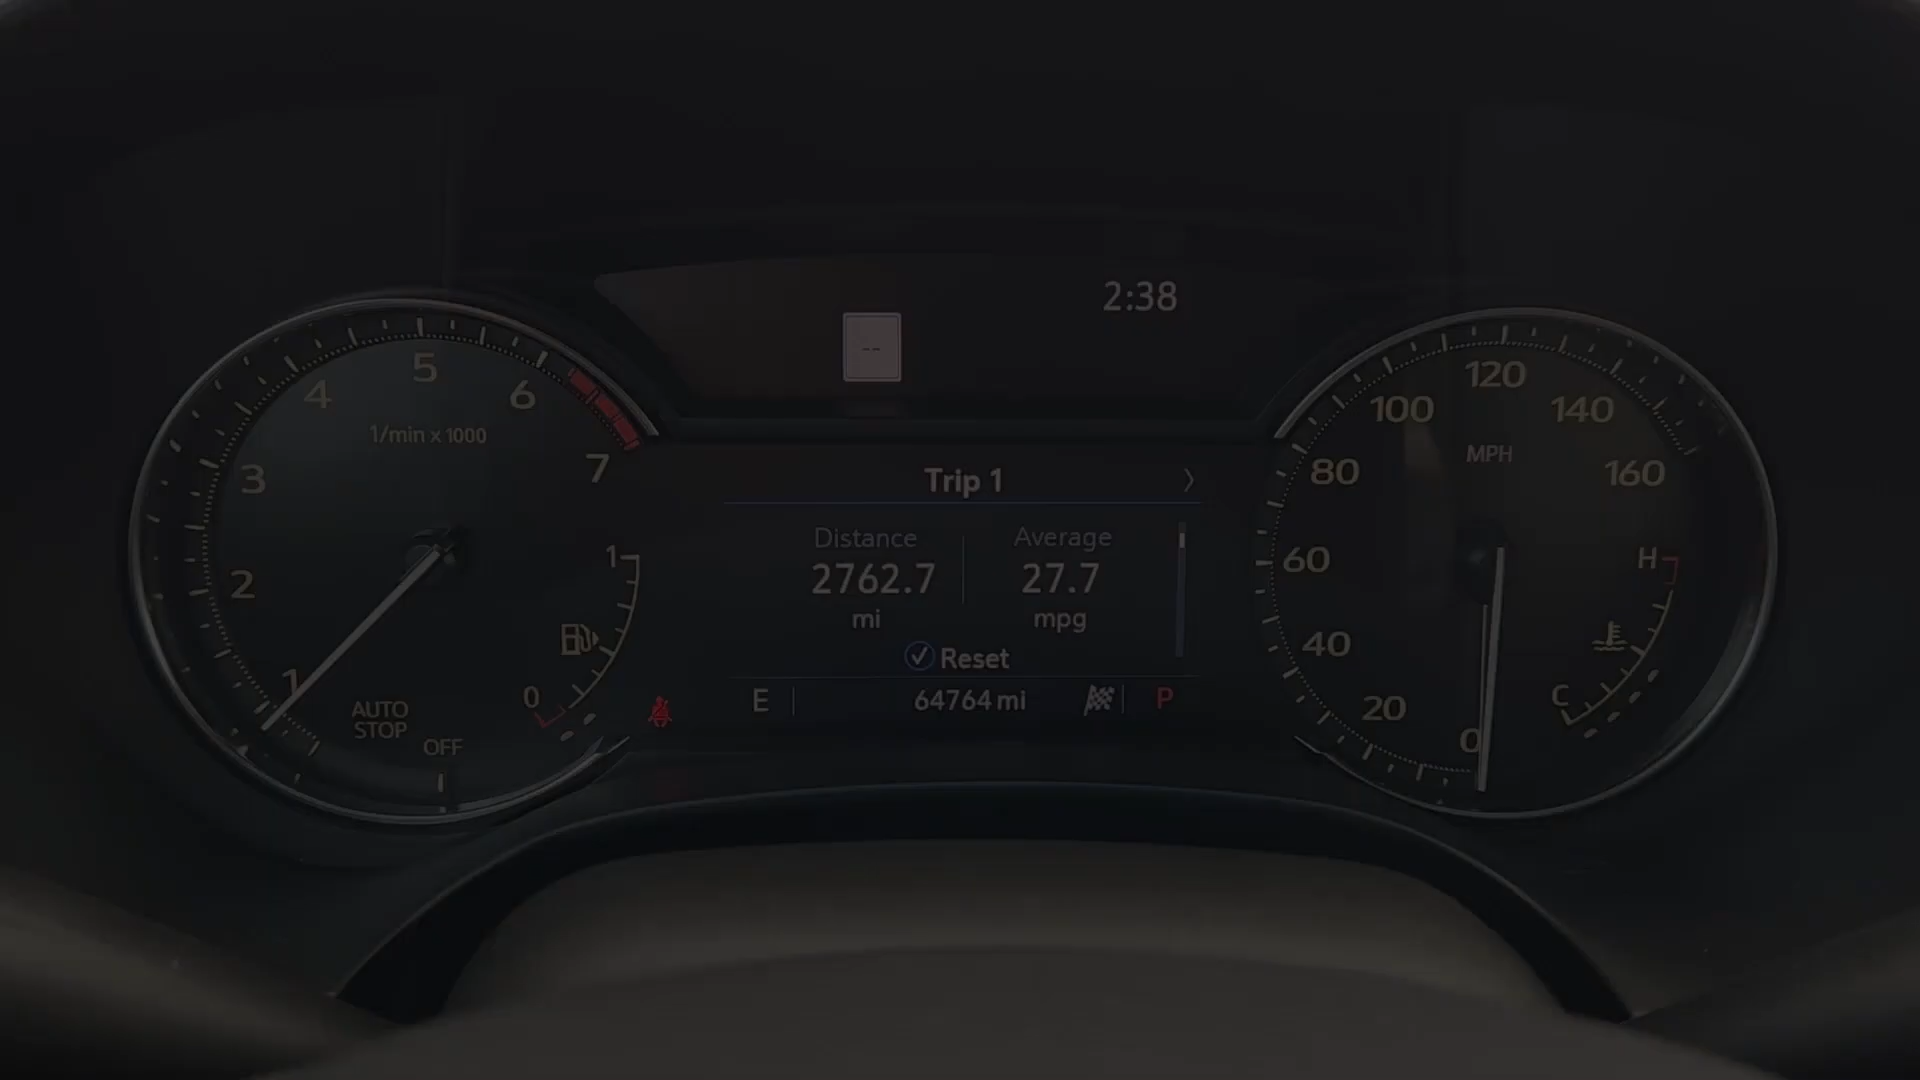 2:38
--
5
4
6
1/min x 1000
3
7
2
1
1
0
AUTO
STOP
OFF
Trip 1
Distance
2762.7
mi
Average
27.7
mpg
Reset
E
64764 mi
P
120
100
140
MPH
80
160
60
H
40
C
20
0